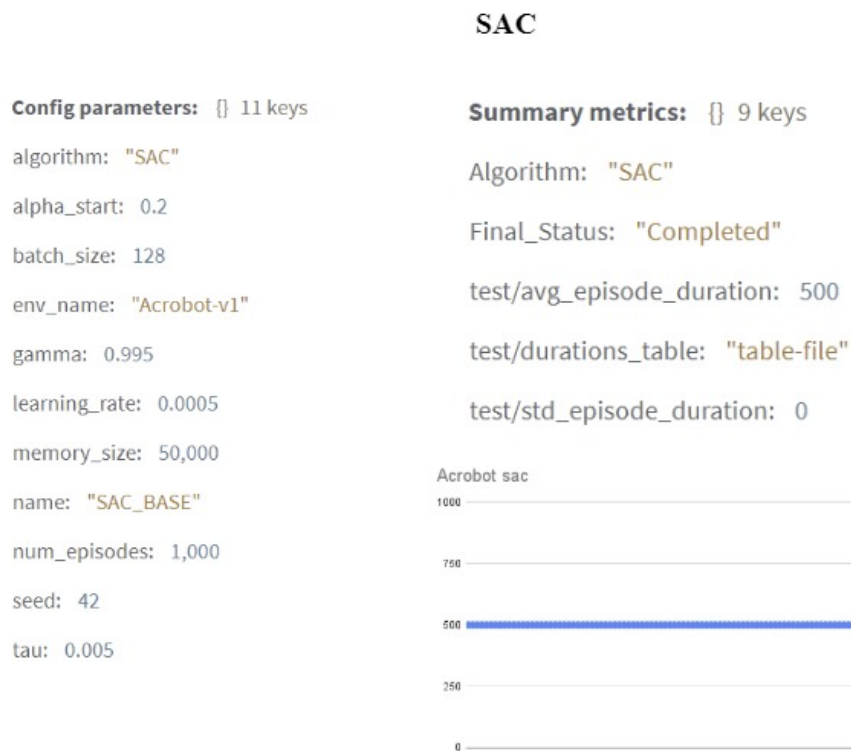 SAC
Config parameters: {} 11 keys
algorithm: "SAC"
alpha_start: 0.2
batch_size: 128
env_name: "Acrobot-v1"
gamma: 0.995
learning_rate: 0.0005
memory_size: 50,000
name: "SAC_BASE"
num_episodes: 1,000
seed: 42
tau: 0.005
Summary metrics: {} 9 keys
Algorithm: "SAC"
Final_Status: "Completed"
test/avg_episode_duration: 500
test/durations_table: "table-file"
test/std_episode_duration: 0
Acrobot sac
1000
750
500
250
0